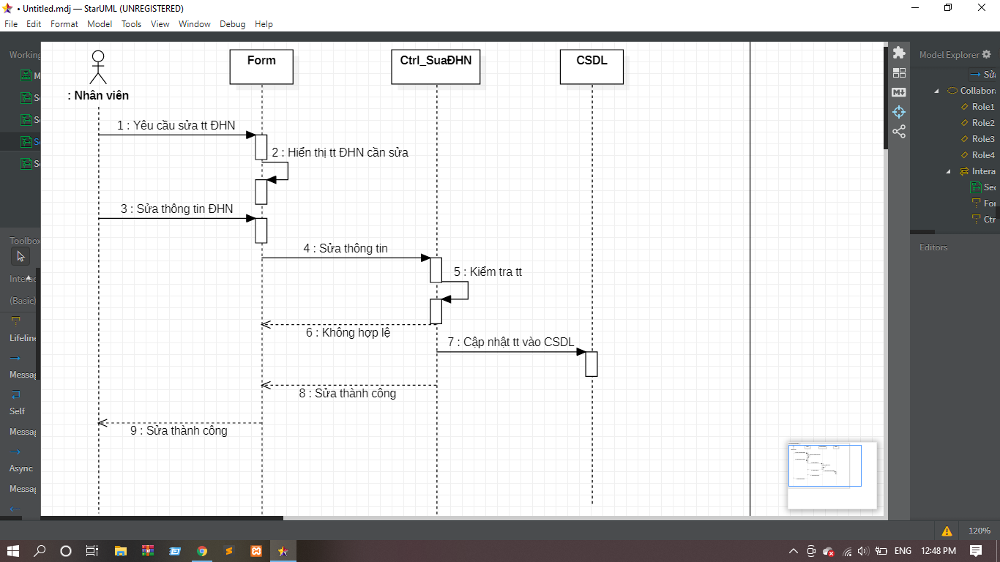 • Untitled.mdj — StarUML (UNREGISTERED)
File Edit Format Model Tools View Window Debug Help
Working
M
Se
Se
Se
Se
Toolbox
Interac
(Basic)
Lifeline
Messag
Self
Messag
Async
Messag
: Nhân viên
Form
Ctrl_SuaĐHN
CSDL
1 : Yêu cầu sửa tt ĐHN
2 : Hiển thị tt ĐHN cần sửa
3 : Sửa thông tin ĐHN
4 : Sửa thông tin
5 : Kiểm tra tt
6 : Không hợp lệ
7 : Cập nhật tt vào CSDL
8 : Sửa thành công
9 : Sửa thành công
Model Explorer
Sử
Collabora
Role1
Role2
Role3
Role4
Intera
Sec
For
Ctr
Editors
120%
ENG 12:48 PM